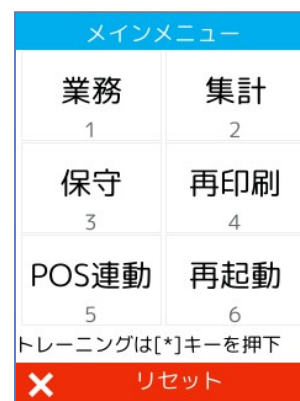 メインメニュー
業務 集計
1 2
保守 再印刷
3 4
POS連動 再起動
5 6
トレーニングは[*]キーを押下
リセット